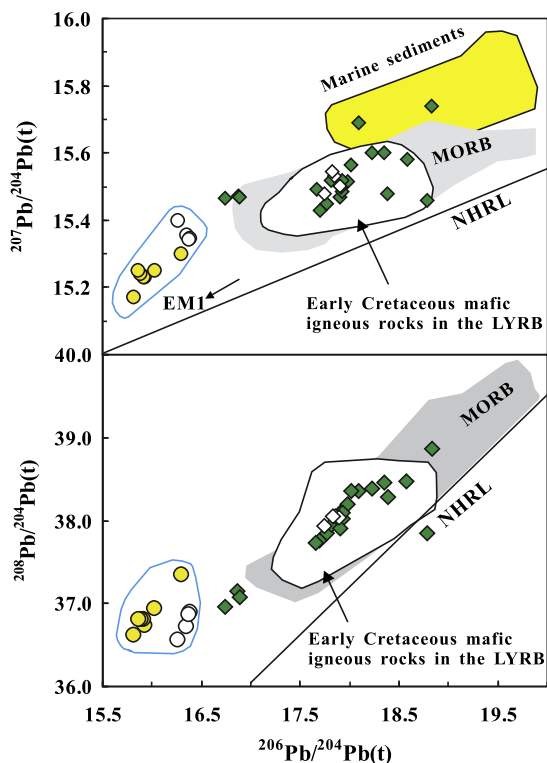 16.0
15.8
15.6
15.4
15.2
40.0
207Pb/204Pb(t)
Marine sediments
MORB
NHRL
EM1
Early Cretaceous mafic
igneous rocks in the LYRB
39.0
38.0
37.0
36.0
208Pb/204Pb(t)
MORB
NHRL
Early Cretaceous mafic
igneous rocks in the LYRB
15.5 16.5 17.5 18.5 19.5
206Pb/204Pb(t)